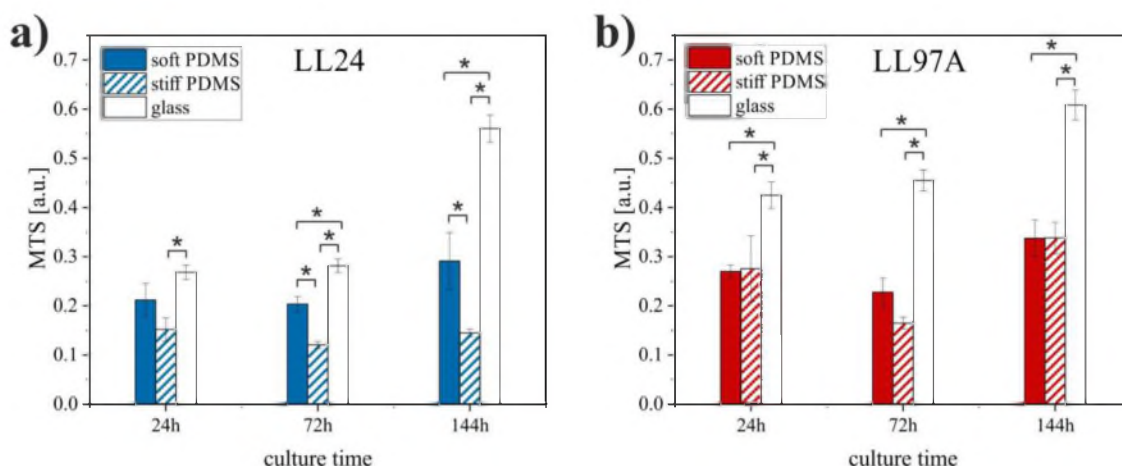 a)
LL24
soft PDMS
stiff PDMS
glass
MTS [a.u.]
0.7
0.6
0.5
0.4
0.3
0.2
0.1
0.0
* *
*
* * *
*
*
24h 72h 144h
culture time
b)
LL97A
soft PDMS
stiff PDMS
glass
MTS [a.u.]
0.7
0.6
0.5
0.4
0.3
0.2
0.1
0.0
*
*
* *
* *
24h 72h 144h
culture time